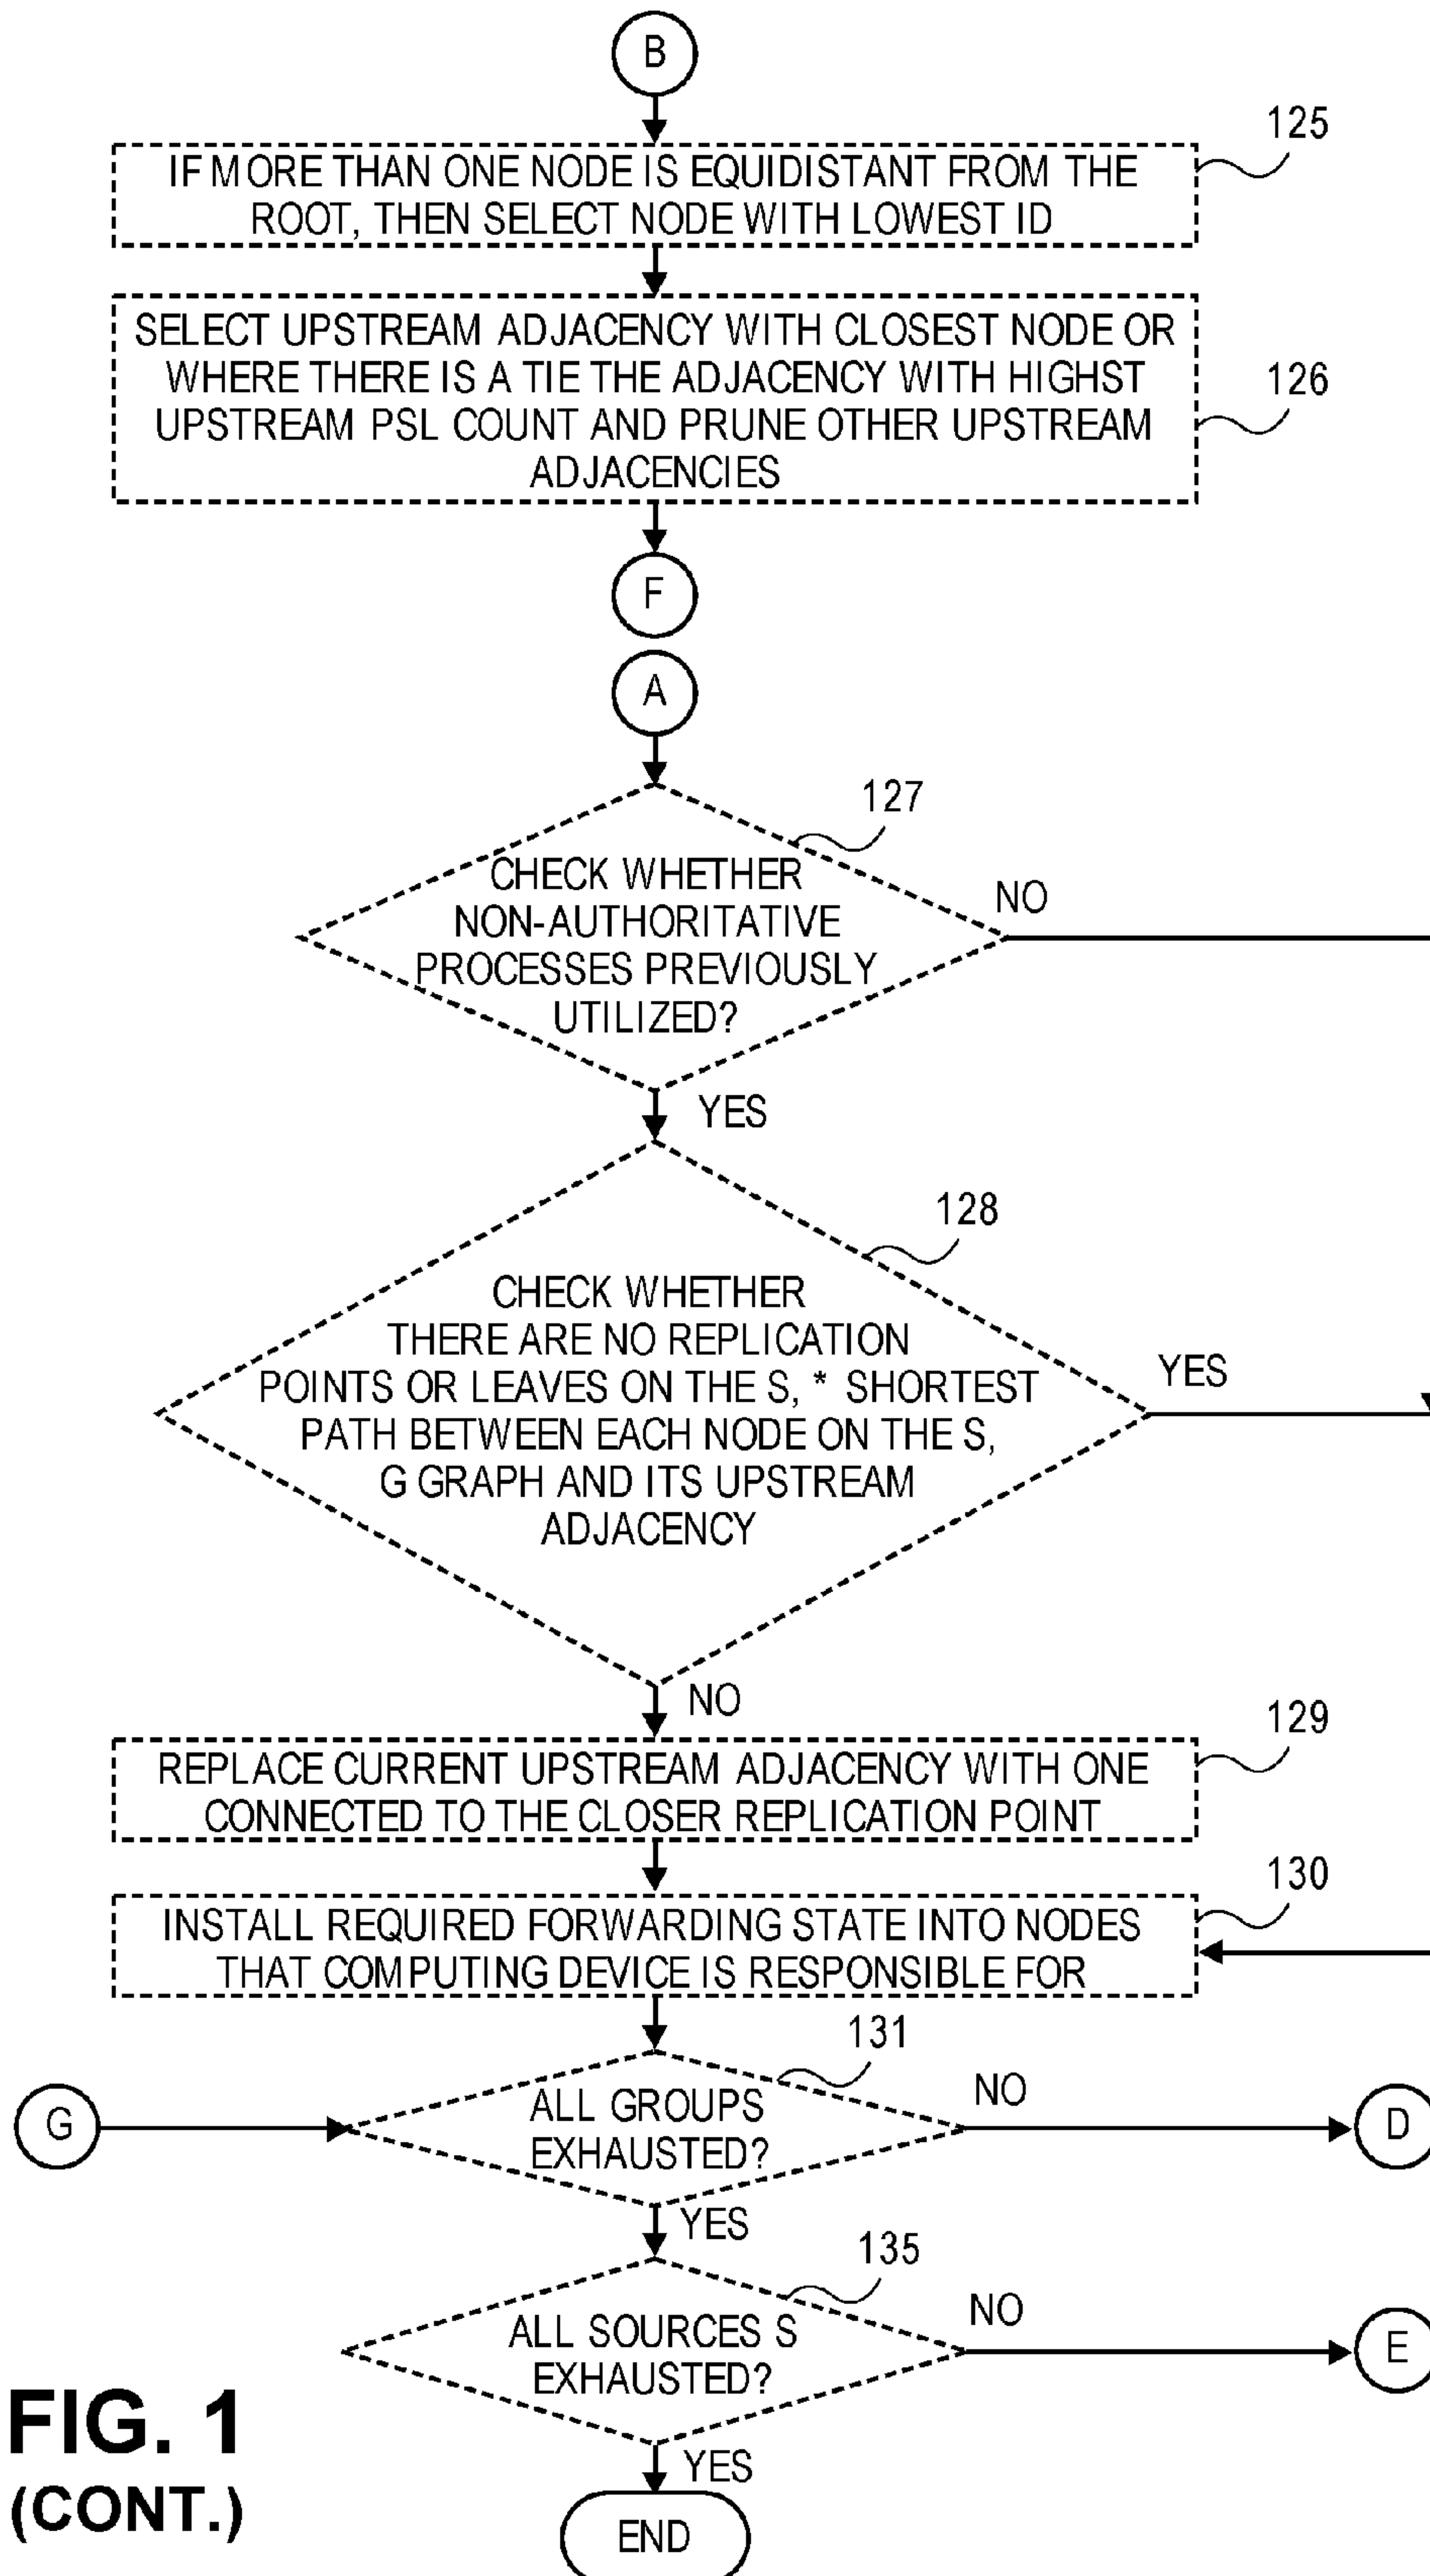 B
125
IF MORE THAN ONE NODE IS EQUIDISTANT FROM THE
ROOT, THEN SELECT NODE WITH LOWEST ID
SELECT UPSTREAM ADJACENCY WITH CLOSEST NODE OR
WHERE THERE IS A TIE THE ADJACENCY WITH HIGHST
UPSTREAM PSL COUNT AND PRUNE OTHER UPSTREAM
ADJACENCIES
126
F
A
127
CHECK WHETHER
NON-AUTHORITATIVE
PROCESSES PREVIOUSLY
UTILIZED?
NO
YES
128
CHECK WHETHER
THERE ARE NO REPLICATION
POINTS OR LEAVES ON THE S, * SHORTEST
PATH BETWEEN EACH NODE ON THE S,
G GRAPH AND ITS UPSTREAM
ADJACENCY
YES
NO
129
REPLACE CURRENT UPSTREAM ADJACENCY WITH ONE
CONNECTED TO THE CLOSER REPLICATION POINT
130
INSTALL REQUIRED FORWARDING STATE INTO NODES
THAT COMPUTING DEVICE IS RESPONSIBLE FOR
131
G
ALL GROUPS
EXHAUSTED?
NO
D
YES
135
ALL SOURCES S
EXHAUSTED?
NO
E
YES
END
FIG. 1
(CONT.)